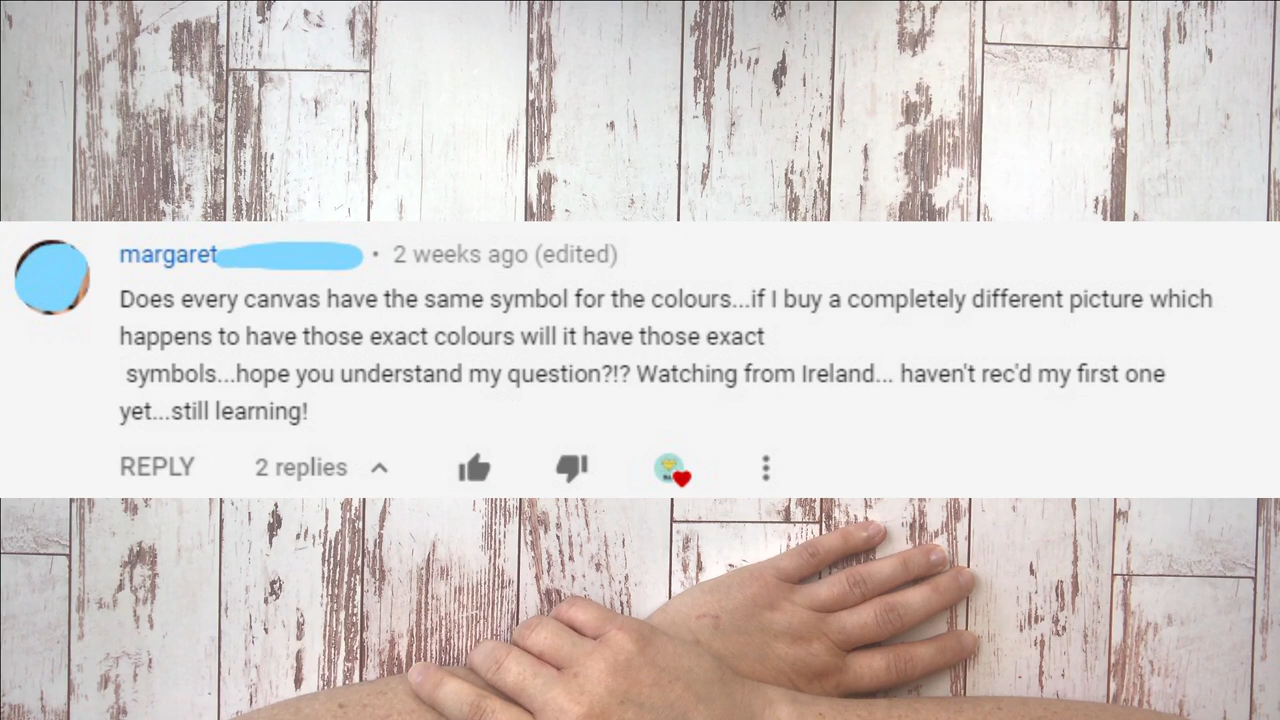 margaret • 2 weeks ago (edited)
Does every canvas have the same symbol for the colours...if I buy a completely different picture which
happens to have those exact colours will it have those exact
symbols...hope you understand my question?!? Watching from Ireland... haven't rec'd my first one
yet...still learning!
REPLY 2 replies